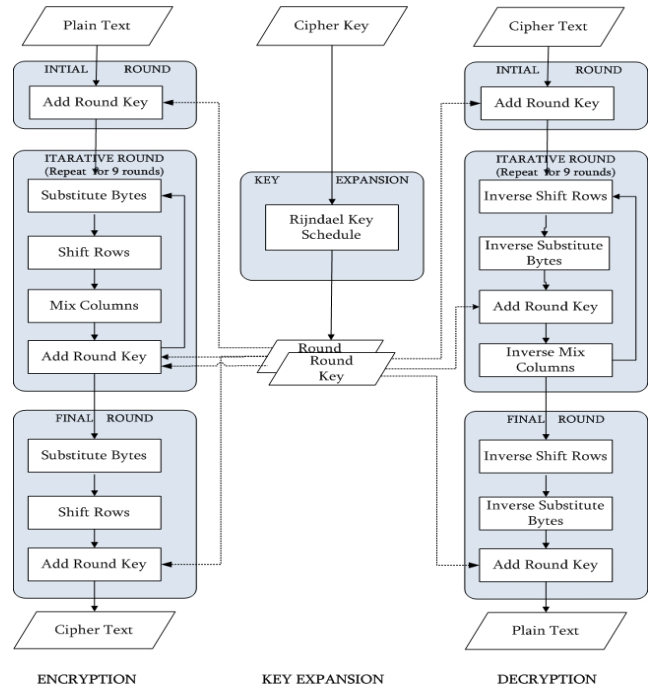 Plain Text
Cipher Key
Cipher Text
INTIAL ROUND
Add Round Key
INTIAL ROUND
Add Round Key
ITARATIVE ROUND
(Repeat for 9 rounds)
Substitute Bytes
Shift Rows
Mix Columns
Add Round Key
KEY EXPANSION
Rijndael Key
Schedule
Round
Round
Key
ITARATIVE ROUND
(Repeat for 9 rounds)
Inverse Shift Rows
Inverse Substitute
Bytes
Add Round Key
Inverse Mix
Columns
FINAL ROUND
Substitute Bytes
Shift Rows
Add Round Key
FINAL ROUND
Inverse Shift Rows
Inverse Substitute
Bytes
Add Round Key
Cipher Text
Plain Text
ENCRYPTION
KEY EXPANSION
DECRYPTION